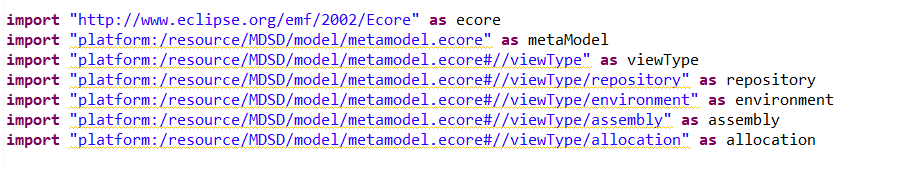 import "http://www.eclipse.org/emf/2002/Ecore" as ecore
import "platform:/resource/MDSD/model/metamodel.ecore" as metaModel
import "platform:/resource/MDSD/model/metamodel.ecore#//viewType" as viewType
import "platform:/resource/MDSD/model/metamodel.ecore#//viewType/repository" as repository
import "platform:/resource/MDSD/model/metamodel.ecore#//viewType/environment" as environment
import "platform:/resource/MDSD/model/metamodel.ecore#//viewType/assembly" as assembly
import "platform:/resource/MDSD/model/metamodel.ecore#//viewType/allocation" as allocation